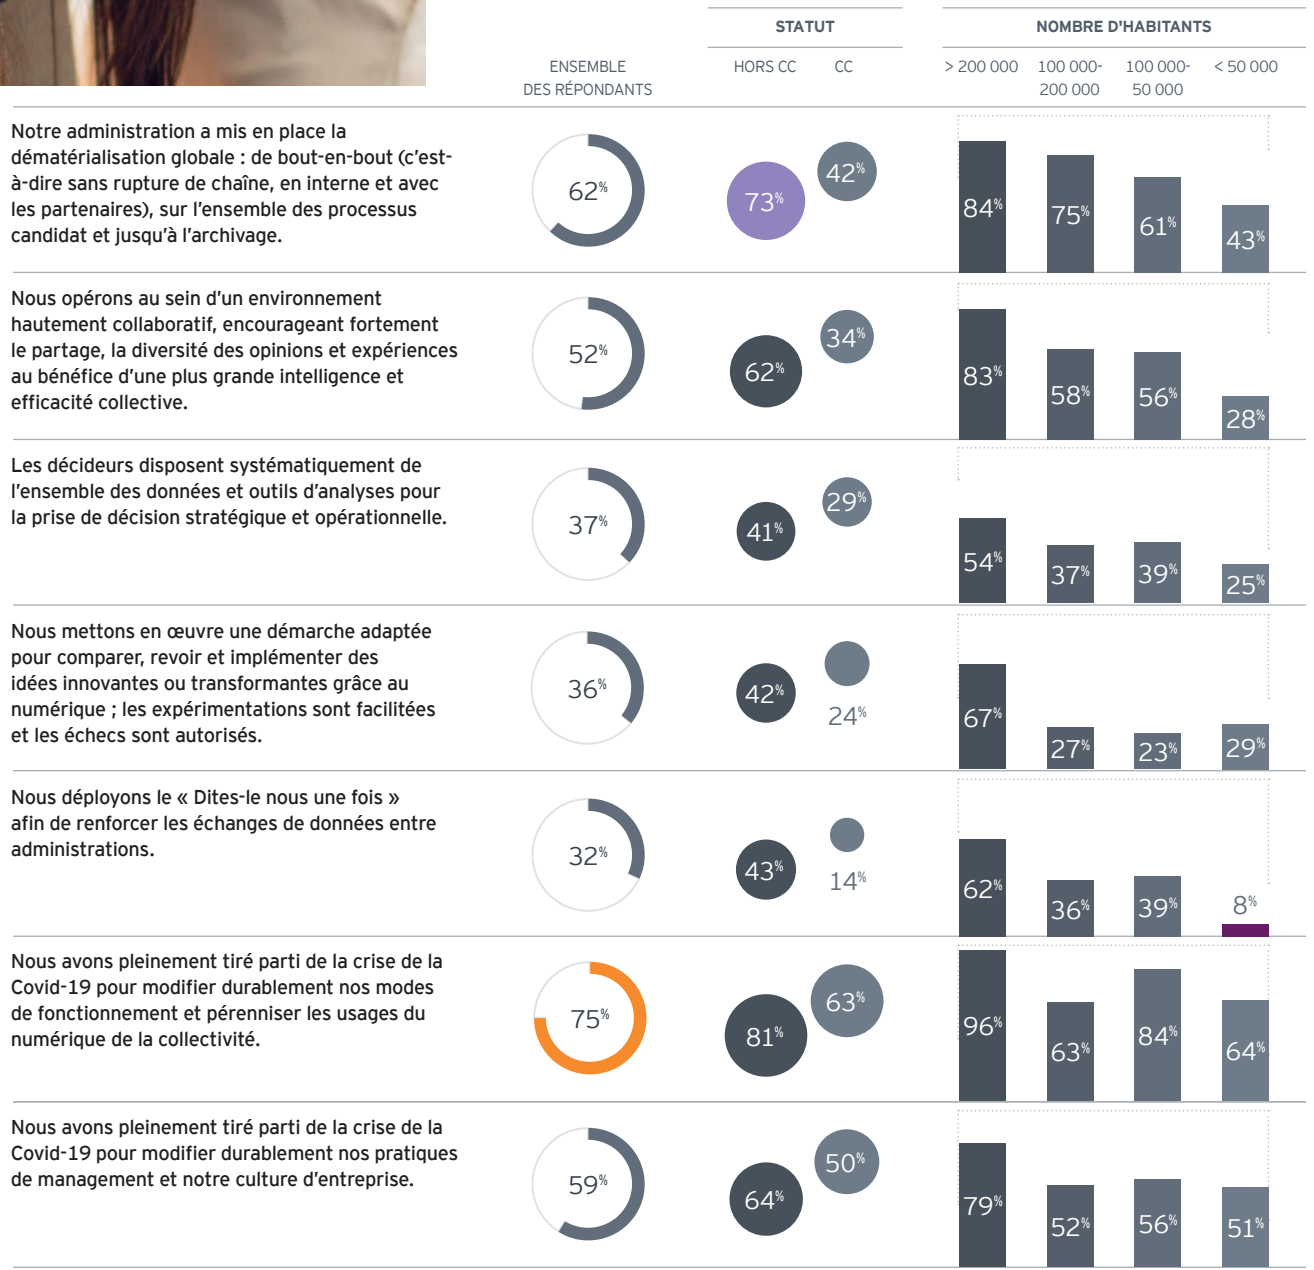 STATUT
NOMBRE D'HABITANTS
ENSEMBLE
DES RÉPONDANTS
HORS CC
CC
> 200 000
100 000-
200 000
100 000-
50 000
< 50 000
Notre administration a mis en place la
dématérialisation globale : de bout-en-bout (c'est-
à-dire sans rupture de chaîne, en interne et avec
les partenaires), sur l'ensemble des processus
candidat et jusqu'à l'archivage.
62%
73%
42%
84%
75%
61%
43%
Nous opérons au sein d'un environnement
hautement collaboratif, encourageant fortement
le partage, la diversité des opinions et expériences
au bénéfice d'une plus grande intelligence et
efficacité collective.
52%
62%
34%
83%
58%
56%
28%
Les décideurs disposent systématiquement de
l'ensemble des données et outils d'analyses pour
la prise de décision stratégique et opérationnelle.
37%
41%
29%
54%
37%
39%
25%
Nous mettons en œuvre une démarche adaptée
pour comparer, revoir et implémenter des
idées innovantes ou transformantes grâce au
numérique ; les expérimentations sont facilitées
et les échecs sont autorisés.
36%
42%
24%
67%
27%
23%
29%
Nous déployons le « Dites-le nous une fois »
afin de renforcer les échanges de données entre
administrations.
32%
43%
14%
62%
36%
39%
8%
Nous avons pleinement tiré parti de la crise de la
Covid-19 pour modifier durablement nos modes
de fonctionnement et pérenniser les usages du
numérique de la collectivité.
75%
81%
63%
96%
63%
84%
64%
Nous avons pleinement tiré parti de la crise de la
Covid-19 pour modifier durablement nos pratiques
de management et notre culture d'entreprise.
59%
64%
50%
79%
52%
56%
51%